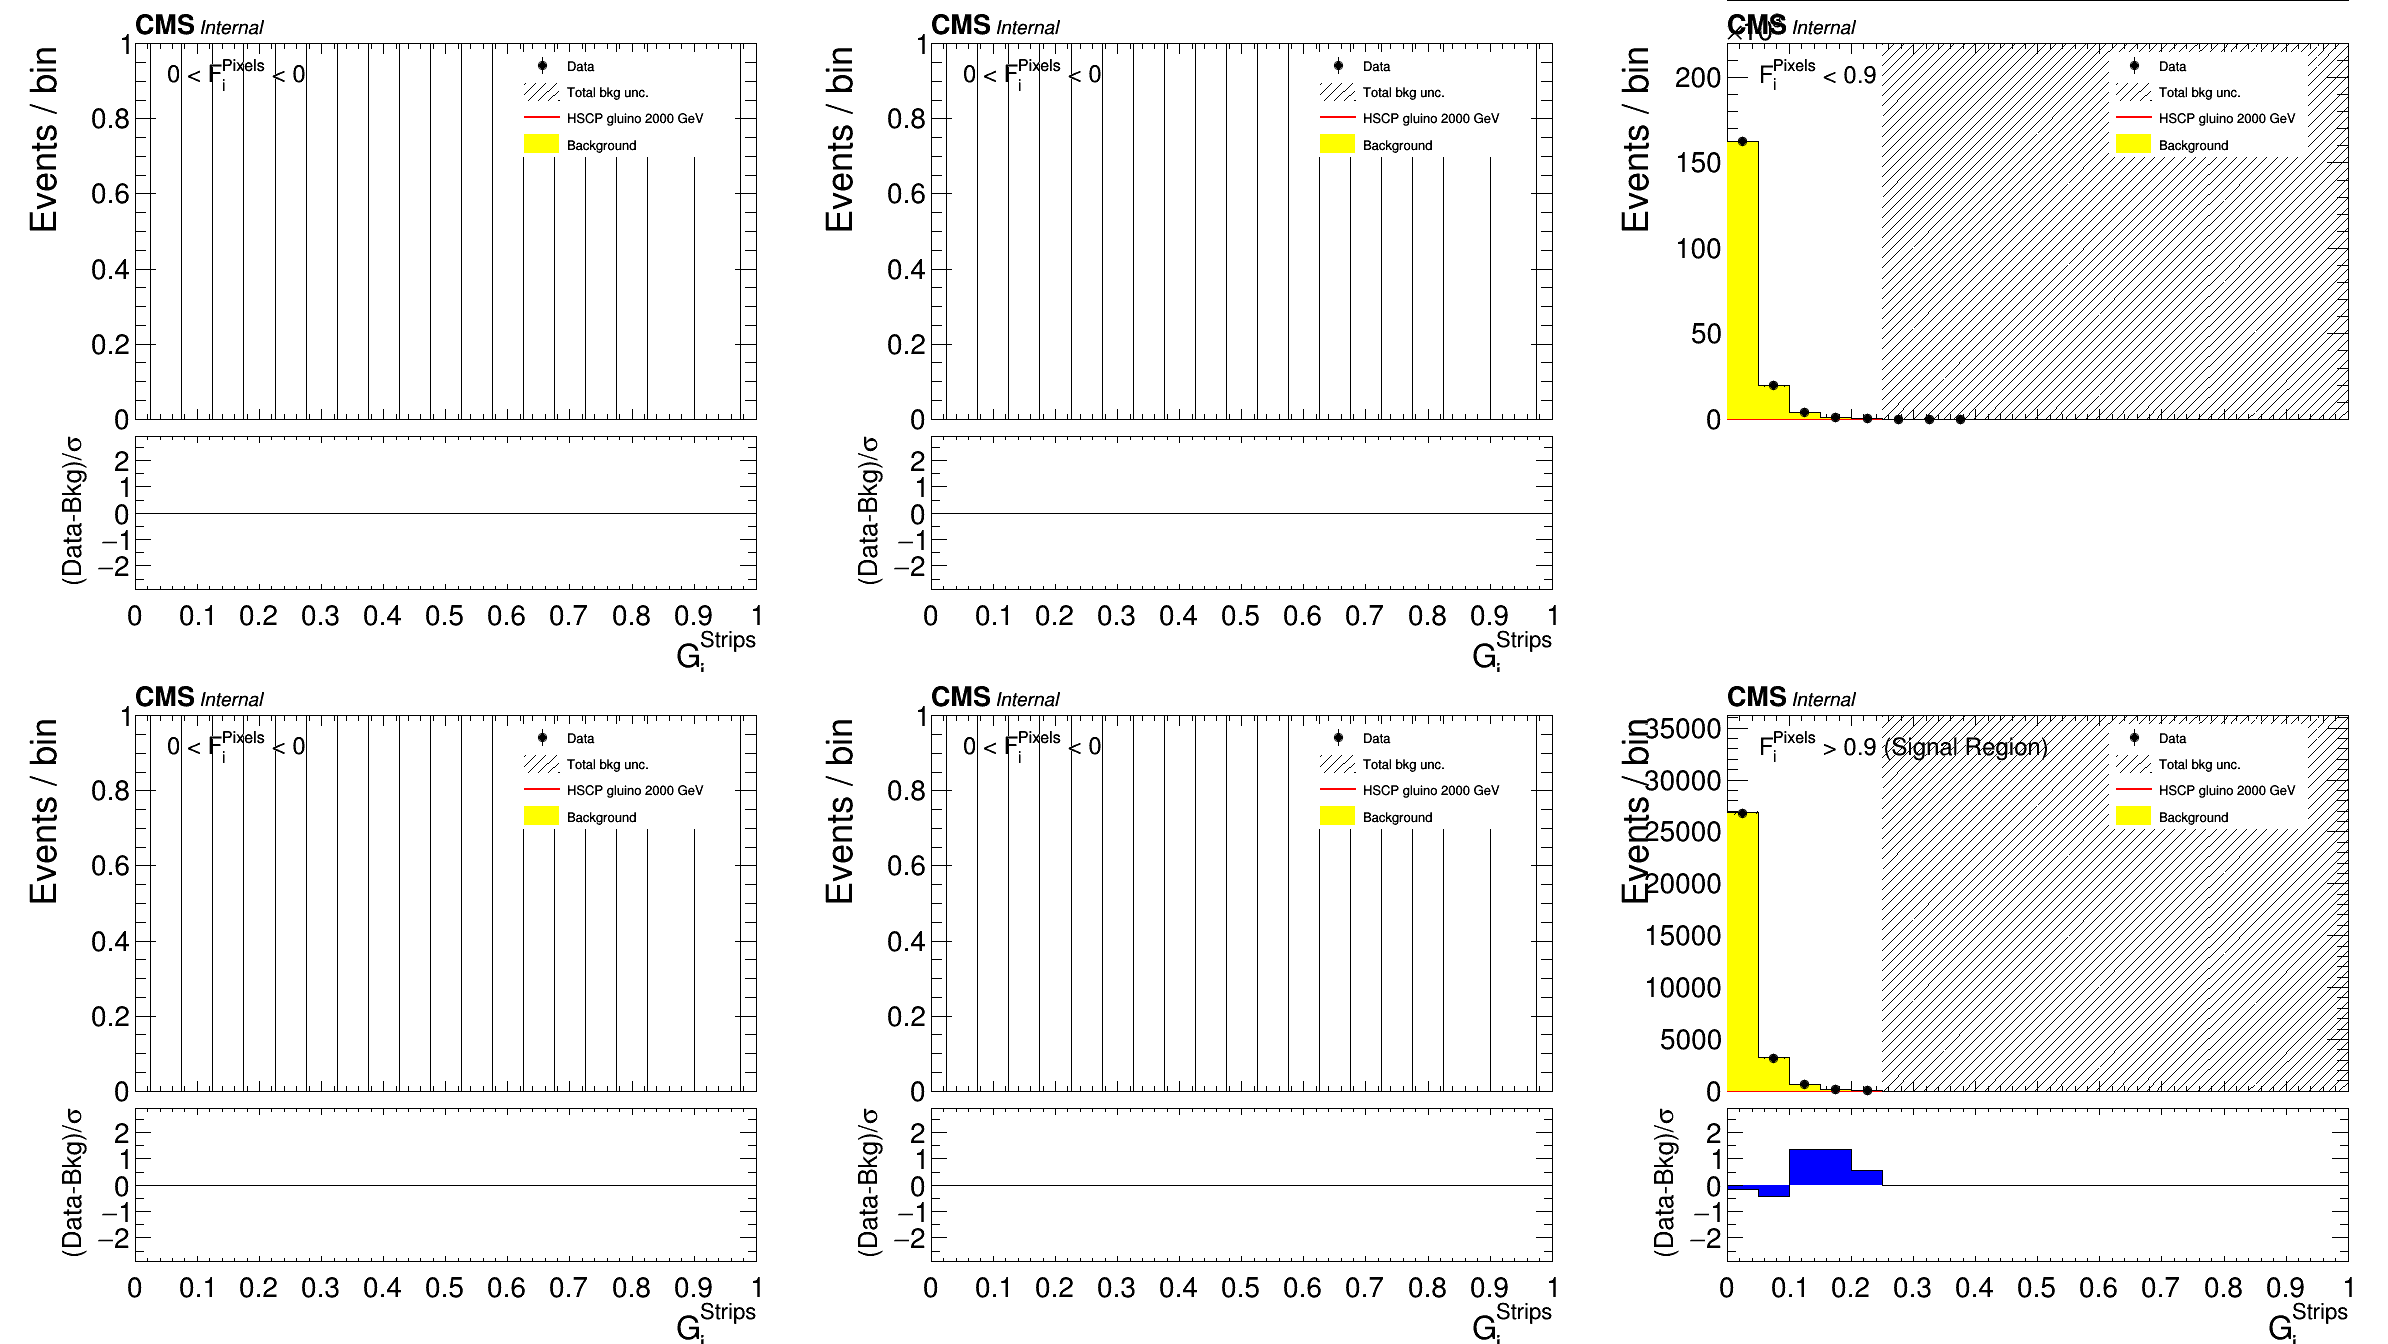 CMS Internal
Events / bin
1
0.8
0.6
0.4
0.2
0
0 < F_i^Pixels < 0
Data
Total bkg unc.
HSCP gluino 2000 GeV
Background
(Data-Bkg)/σ
2
1
0
−1
−2
0 0.1 0.2 0.3 0.4 0.5 0.6 0.7 0.8 0.9 1
G_i^Strips
CMS Internal
Events / bin
1
0.8
0.6
0.4
0.2
0
0 < F_i^Pixels < 0
Data
Total bkg unc.
HSCP gluino 2000 GeV
Background
(Data-Bkg)/σ
2
1
0
−1
−2
0 0.1 0.2 0.3 0.4 0.5 0.6 0.7 0.8 0.9 1
G_i^Strips
CMS Internal
Events / bin
200
150
100
50
0
F_i^Pixels < 0.9
Data
Total bkg unc.
HSCP gluino 2000 GeV
Background
CMS Internal
Events / bin
1
0.8
0.6
0.4
0.2
0
0 < F_i^Pixels < 0
Data
Total bkg unc.
HSCP gluino 2000 GeV
Background
(Data-Bkg)/σ
2
1
0
−1
−2
0 0.1 0.2 0.3 0.4 0.5 0.6 0.7 0.8 0.9 1
G_i^Strips
CMS Internal
Events / bin
1
0.8
0.6
0.4
0.2
0
0 < F_i^Pixels < 0
Data
Total bkg unc.
HSCP gluino 2000 GeV
Background
(Data-Bkg)/σ
2
1
0
−1
−2
0 0.1 0.2 0.3 0.4 0.5 0.6 0.7 0.8 0.9 1
G_i^Strips
CMS Internal
Events / bin
35000
30000
25000
20000
15000
10000
5000
0
F_i^Pixels > 0.9 (Signal Region)
Data
Total bkg unc.
HSCP gluino 2000 GeV
Background
(Data-Bkg)/σ
2
1
0
−1
−2
0 0.1 0.2 0.3 0.4 0.5 0.6 0.7 0.8 0.9 1
G_i^Strips